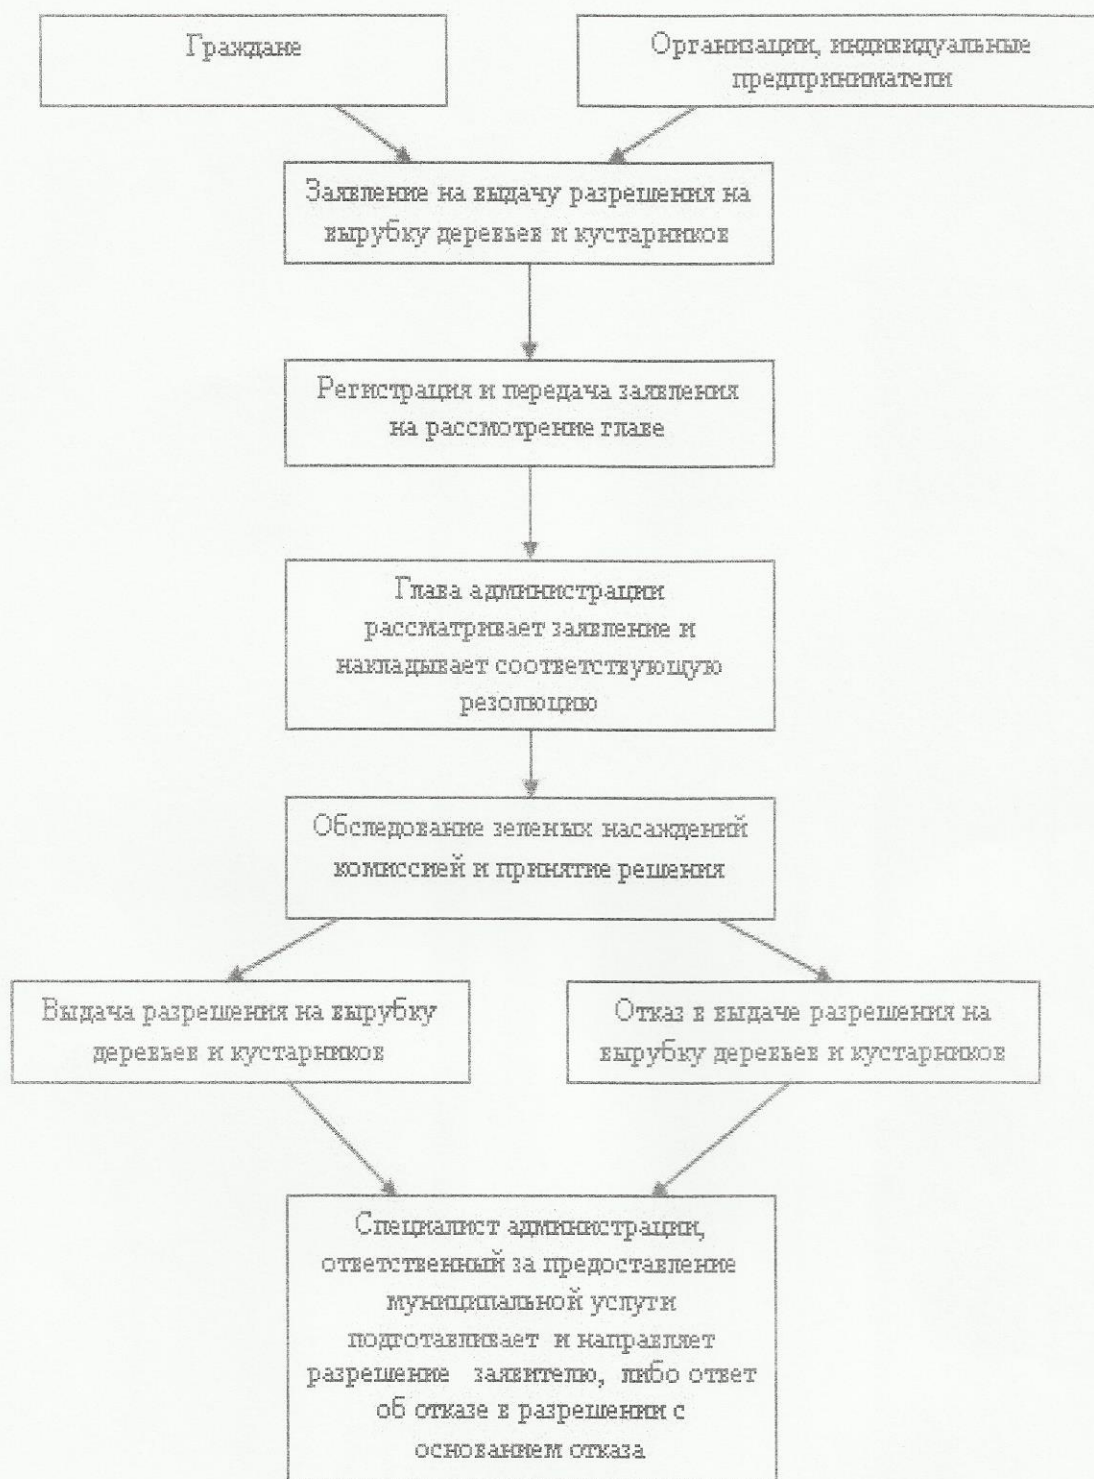 Граждане
Организации, индивидуальные
предприниматели
Заявление на выдачу разрешения на
вырубку деревьев и кустарников
Регистрация и передача заявления
на рассмотрение главе
Глава администрации
рассматривает заявление и
накладывает соответствующую
резолюцию
Обследование зеленых насаждений
комиссией и принятие решения
Выдача разрешения на вырубку
деревьев и кустарников
Отказ в выдаче разрешения на
вырубку деревьев и кустарников
Специалист администрации,
ответственный за предоставление
муниципальной услуги
подготавливает и направляет
разрешение заявителю, либо ответ
об отказе в разрешении с
основанием отказа